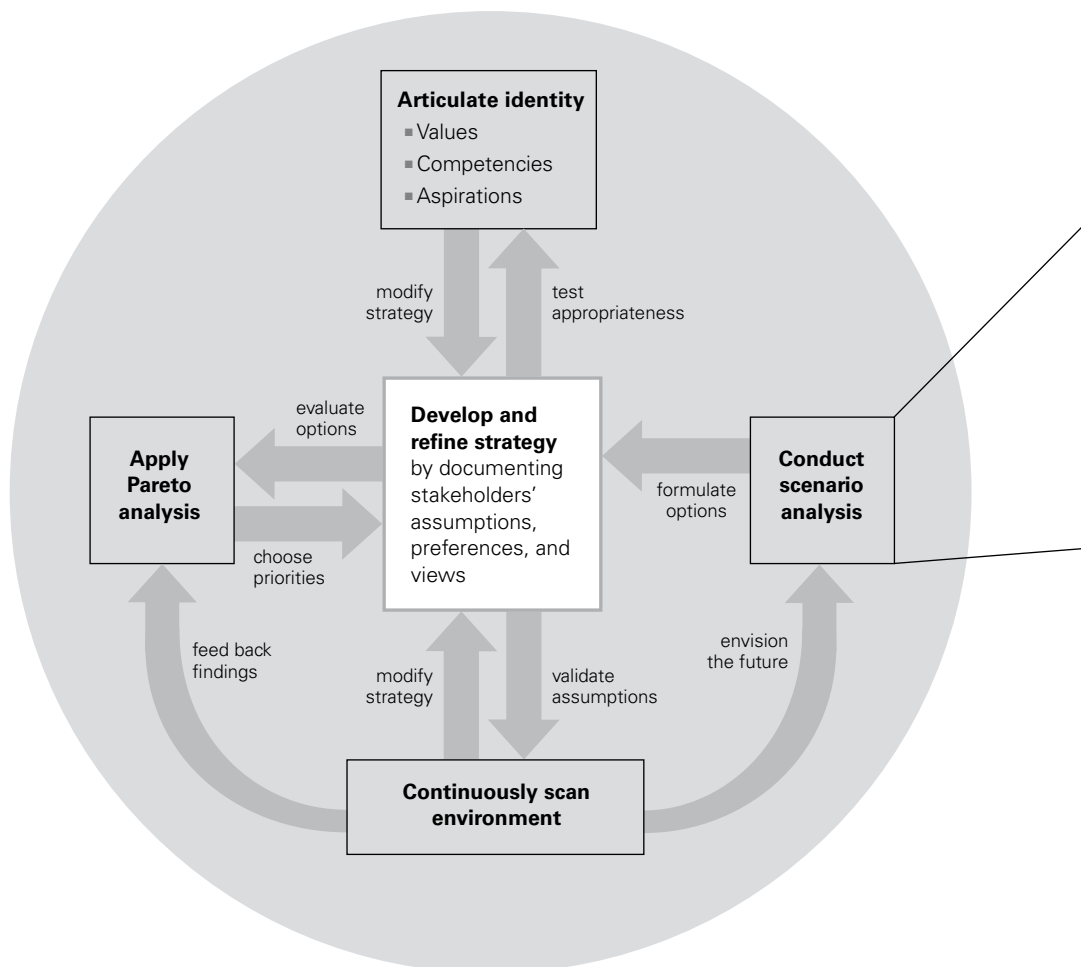 Articulate identity
▪ Values
▪ Competencies
▪ Aspirations
modify
strategy
test
appropriateness
evaluate
options
Apply
Pareto
analysis
choose
priorities
Develop and
refine strategy
by documenting
stakeholders’
assumptions,
preferences, and
views
formulate
options
Conduct
scenario
analysis
feed back
findings
modify
strategy
validate
assumptions
envision
the future
Continuously scan
environment